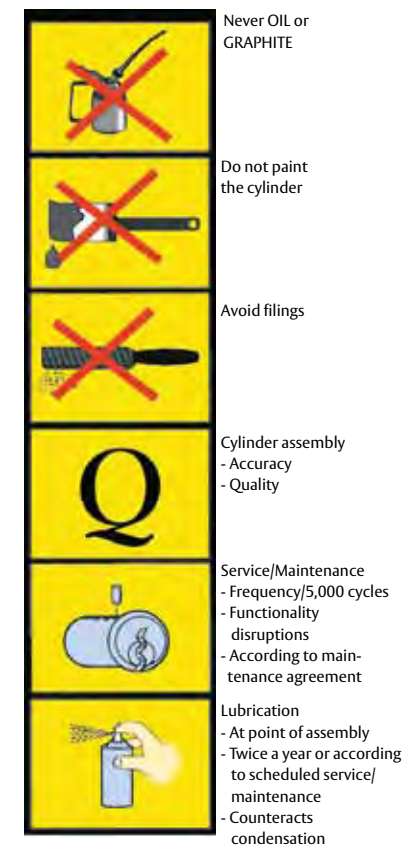 Never OIL or
GRAPHITE
Do not paint
the cylinder
Avoid filings
Q
Cylinder assembly
- Accuracy
- Quality
Service/Maintenance
- Frequency/5,000 cycles
- Functionality
disruptions
- According to main-
tenance agreement
Lubrication
- At point of assembly
- Twice a year or according
to scheduled service/
maintenance
- Counteracts
condensation